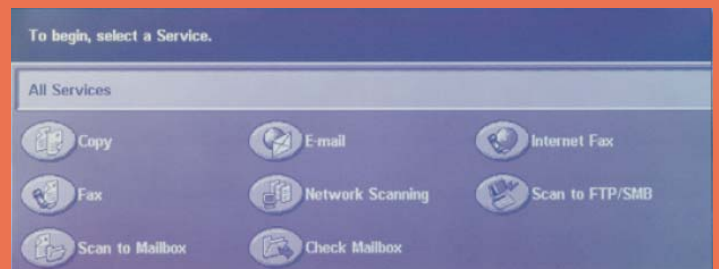 To begin, select a Service.
All Services
Copy
E-mail
Internet Fax
Fax
Network Scanning
Scan to FTP/SMB
Scan to Mailbox
Check Mailbox